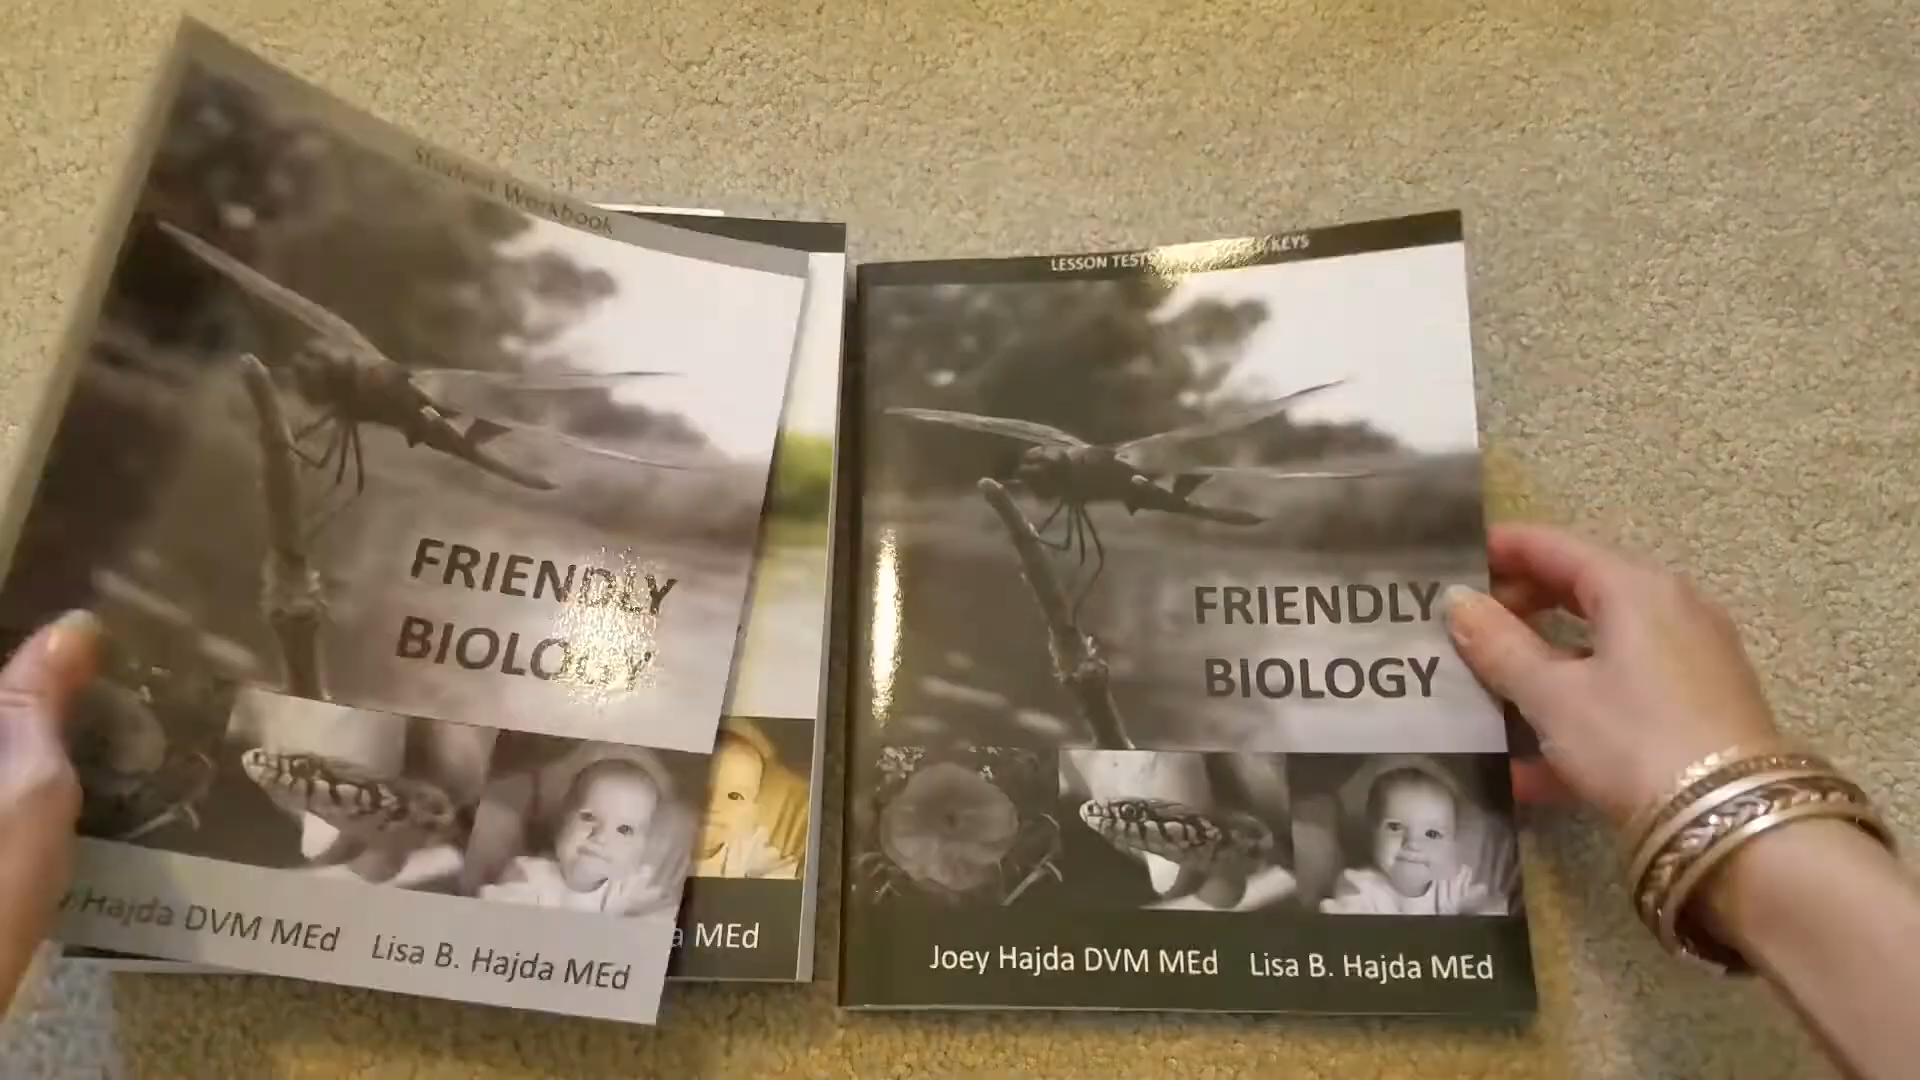 Student Workbook
FRIENDLY
BIOLOGY
Hajda DVM MEd Lisa B. Hajda MEd
MEd
LESSON TESTS KEYS
FRIENDLY
BIOLOGY
Joey Hajda DVM MEd Lisa B. Hajda MEd